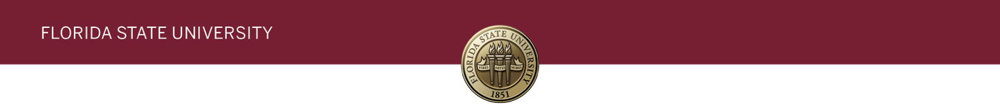 FLORIDA STATE UNIVERSITY
FLORIDA STATE UNIVERSITY
VIRES ARTES MORES
1851